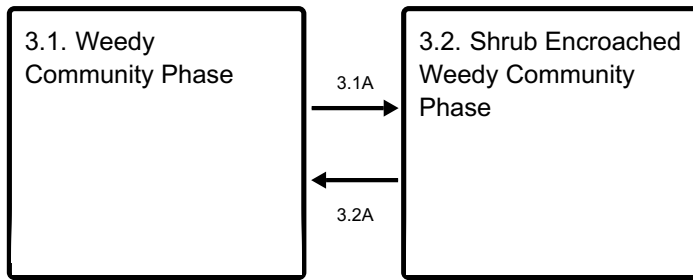 3.1. Weedy
Community Phase
3.1A
3.2A
3.2. Shrub Encroached
Weedy Community
Phase